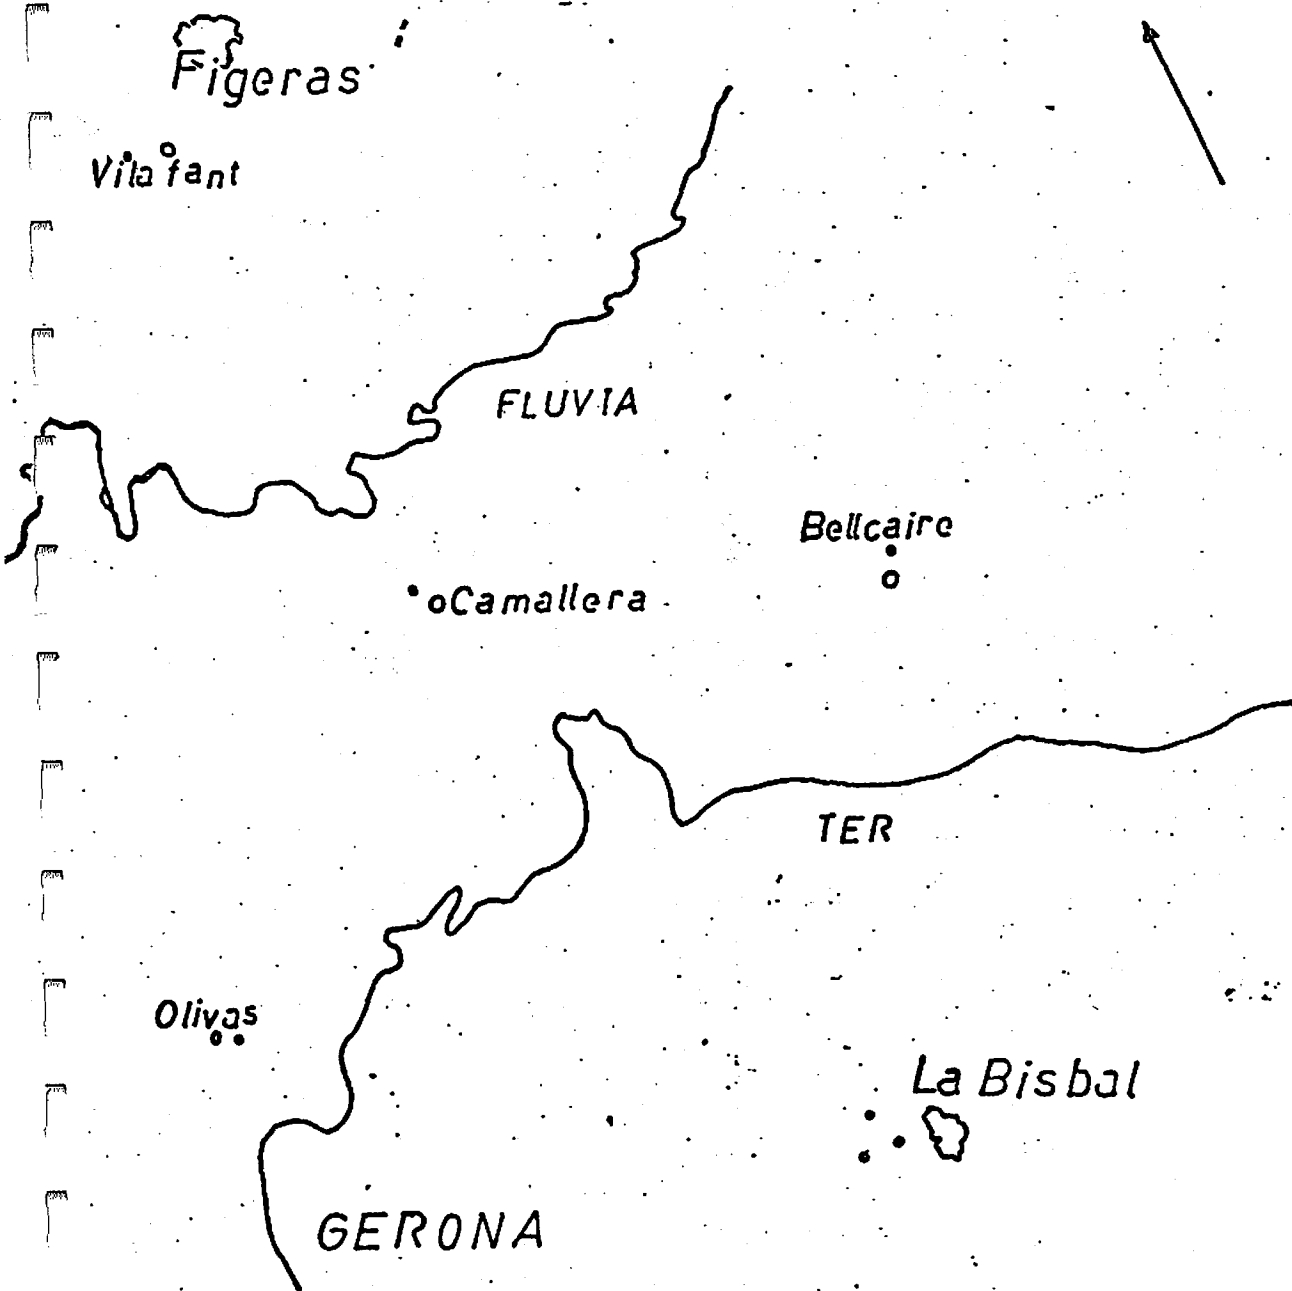 Figeras
Vilafant
FLUVIA
Bellcaire
Camallera
TER
Olivas
La Bisbal
GERONA